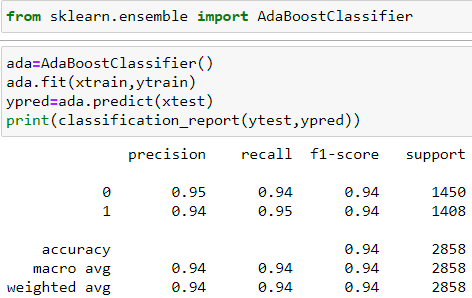 from sklearn.ensemble import AdaBoostClassifier
ada=AdaBoostClassifier()
ada.fit(xtrain,ytrain)
ypred=ada.predict(xtest)
print(classification_report(ytest,ypred))
precision recall f1-score support
0 0.95 0.94 0.94 1450
1 0.94 0.95 0.94 1408
accuracy 0.94 2858
macro avg 0.94 0.94 0.94 2858
weighted avg 0.94 0.94 0.94 2858